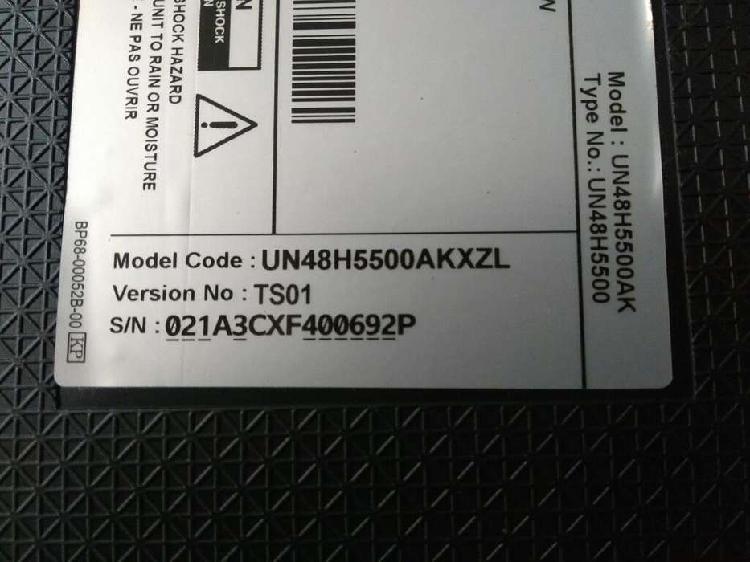 Model Code : UN48H5500AKXZL
Version No : TS01
S/N : 021A3CXF400692P
BP68-00052B-00 KP
Model : UN48H5500AK
Type No.: UN48H5500
SHOCK
SHOCK HAZARD
UNIT TO RAIN OR MOISTURE
- NE PAS OUVRIR